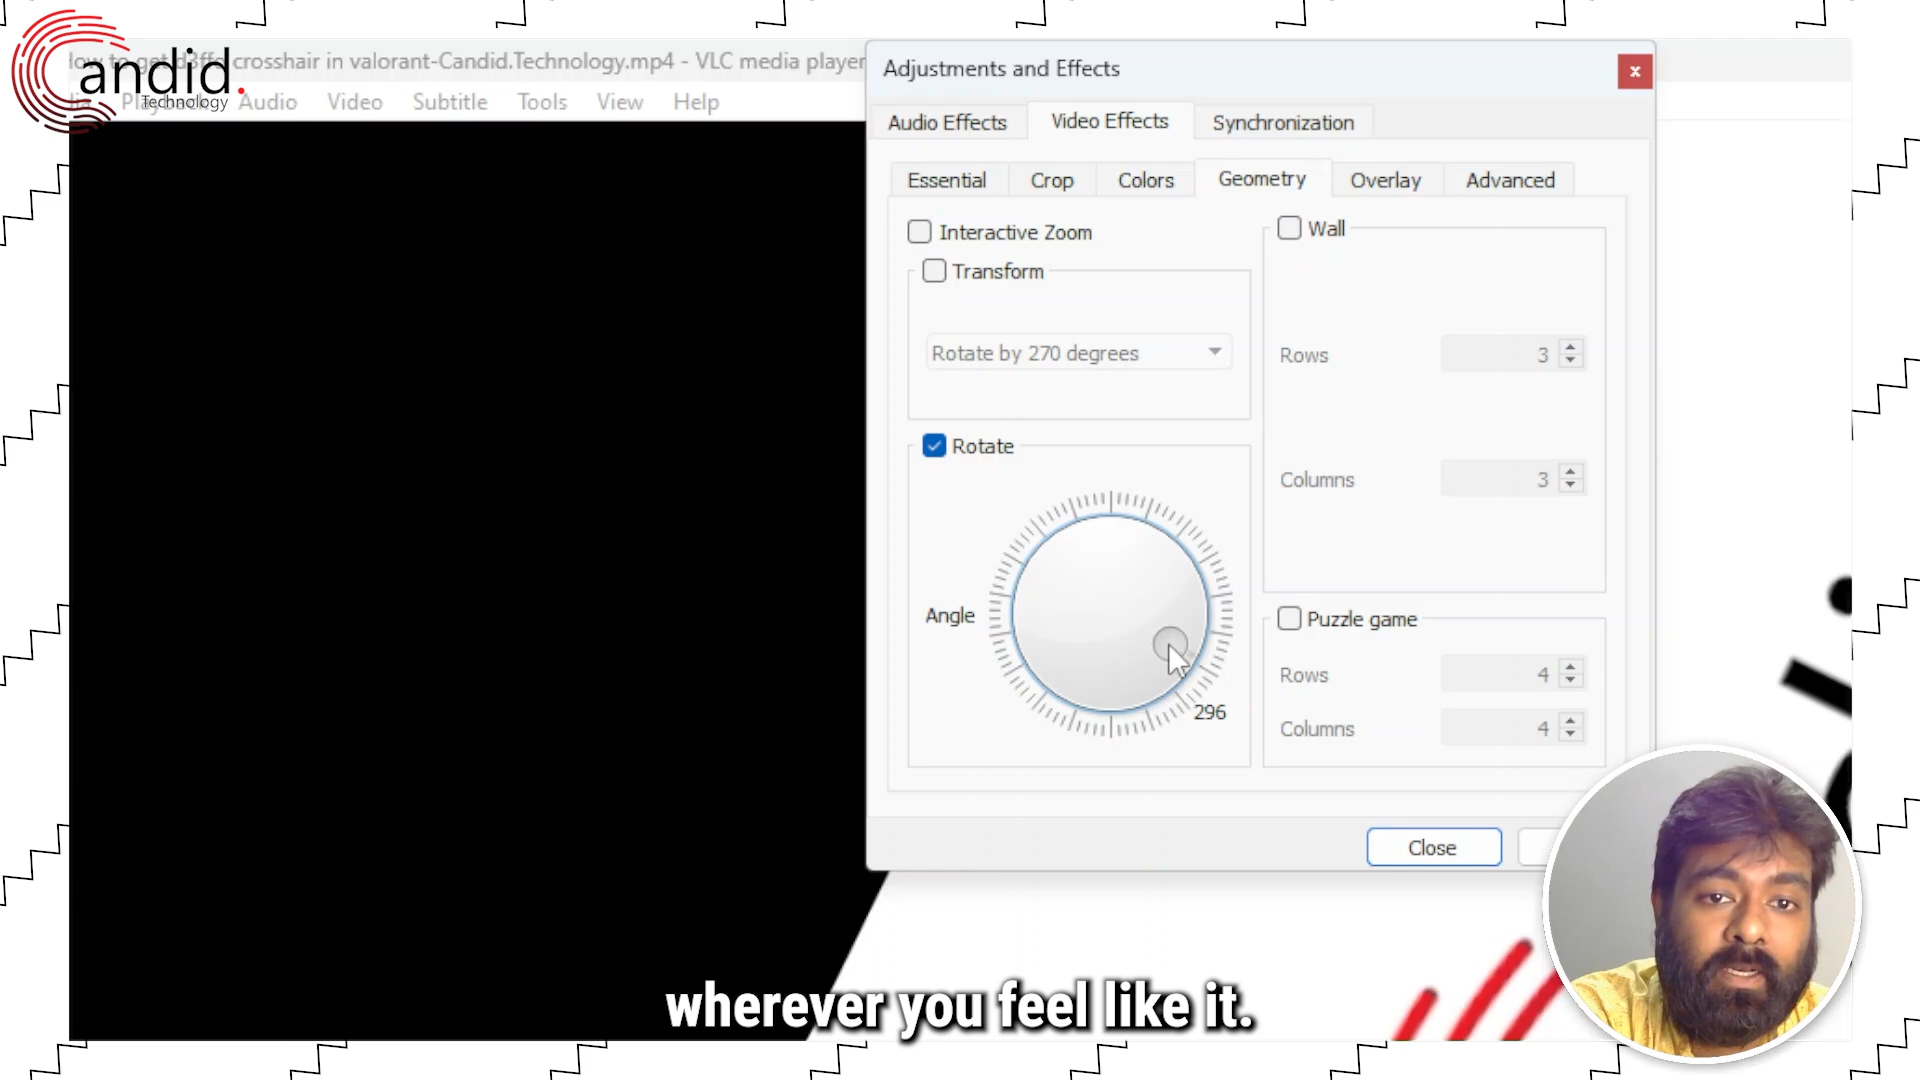 andid.
Technology
crosshair in valorant-Candid.Technology.mp4 - VLC media player
Audio Video Subtitle Tools View Help
Adjustments and Effects
x
Audio Effects Video Effects Synchronization
Essential Crop Colors Geometry Overlay Advanced
Interactive Zoom
Transform
Rotate by 270 degrees
Rotate
Angle
296
Wall
Rows 3
Columns 3
Puzzle game
Rows 4
Columns 4
Close
wherever you feel like it.